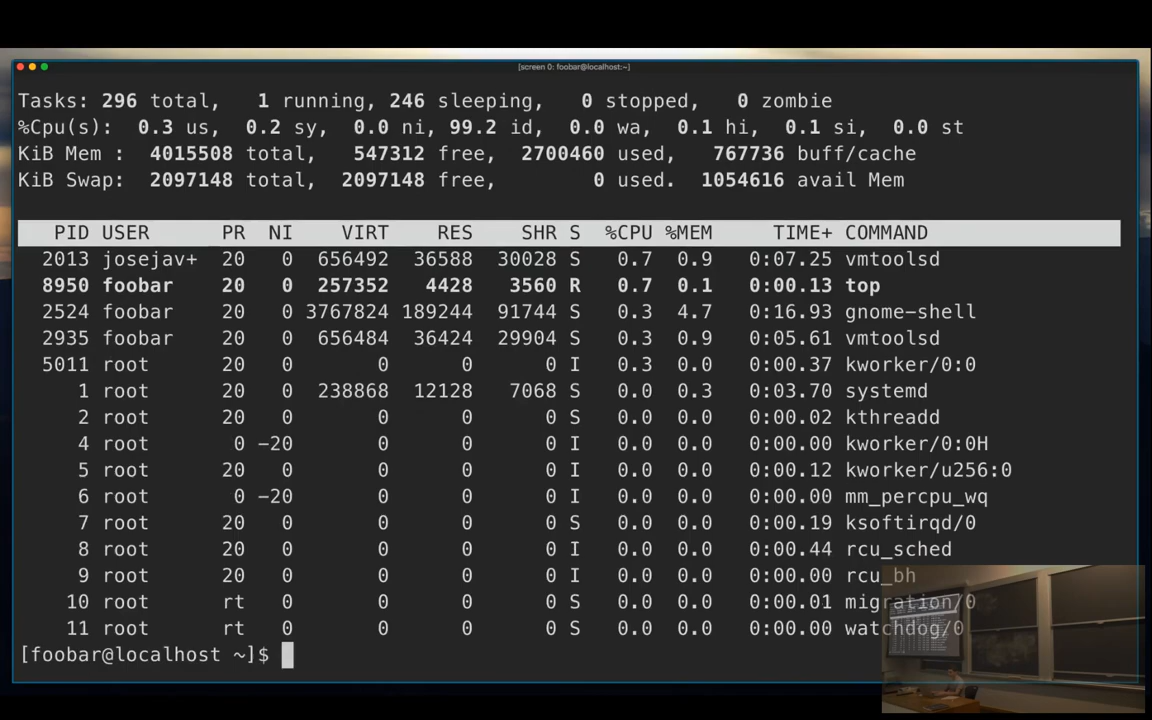 [screen 0: foobar@localhost:~]
Tasks: 296 total, 1 running, 246 sleeping, 0 stopped, 0 zombie
%Cpu(s): 0.3 us, 0.2 sy, 0.0 ni, 99.2 id, 0.0 wa, 0.1 hi, 0.1 si, 0.0 st
KiB Mem : 4015508 total, 547312 free, 2700460 used, 767736 buff/cache
KiB Swap: 2097148 total, 2097148 free, 0 used. 1054616 avail Mem
PID USER PR NI VIRT RES SHR S %CPU %MEM TIME+ COMMAND
2013 josejav+ 20 0 656492 36588 30028 S 0.7 0.9 0:07.25 vmtoolsd
8950 foobar 20 0 257352 4428 3560 R 0.7 0.1 0:00.13 top
2524 foobar 20 0 3767824 189244 91744 S 0.3 4.7 0:16.93 gnome-shell
2935 foobar 20 0 656484 36424 29904 S 0.3 0.9 0:05.61 vmtoolsd
5011 root 20 0 0 0 0 I 0.3 0.0 0:00.37 kworker/0:0
1 root 20 0 238868 12128 7068 S 0.0 0.3 0:03.70 systemd
2 root 20 0 0 0 0 S 0.0 0.0 0:00.02 kthreadd
4 root 0 -20 0 0 0 I 0.0 0.0 0:00.00 kworker/0:0H
5 root 20 0 0 0 0 I 0.0 0.0 0:00.12 kworker/u256:0
6 root 0 -20 0 0 0 I 0.0 0.0 0:00.00 mm_percpu_wq
7 root 20 0 0 0 0 S 0.0 0.0 0:00.19 ksoftirqd/0
8 root 20 0 0 0 0 I 0.0 0.0 0:00.44 rcu_sched
9 root 20 0 0 0 0 I 0.0 0.0 0:00.00 rcu_bh
10 root rt 0 0 0 0 S 0.0 0.0 0:00.01 migration/0
11 root rt 0 0 0 0 S 0.0 0.0 0:00.00 watchdog/0
[foobar@localhost ~]$